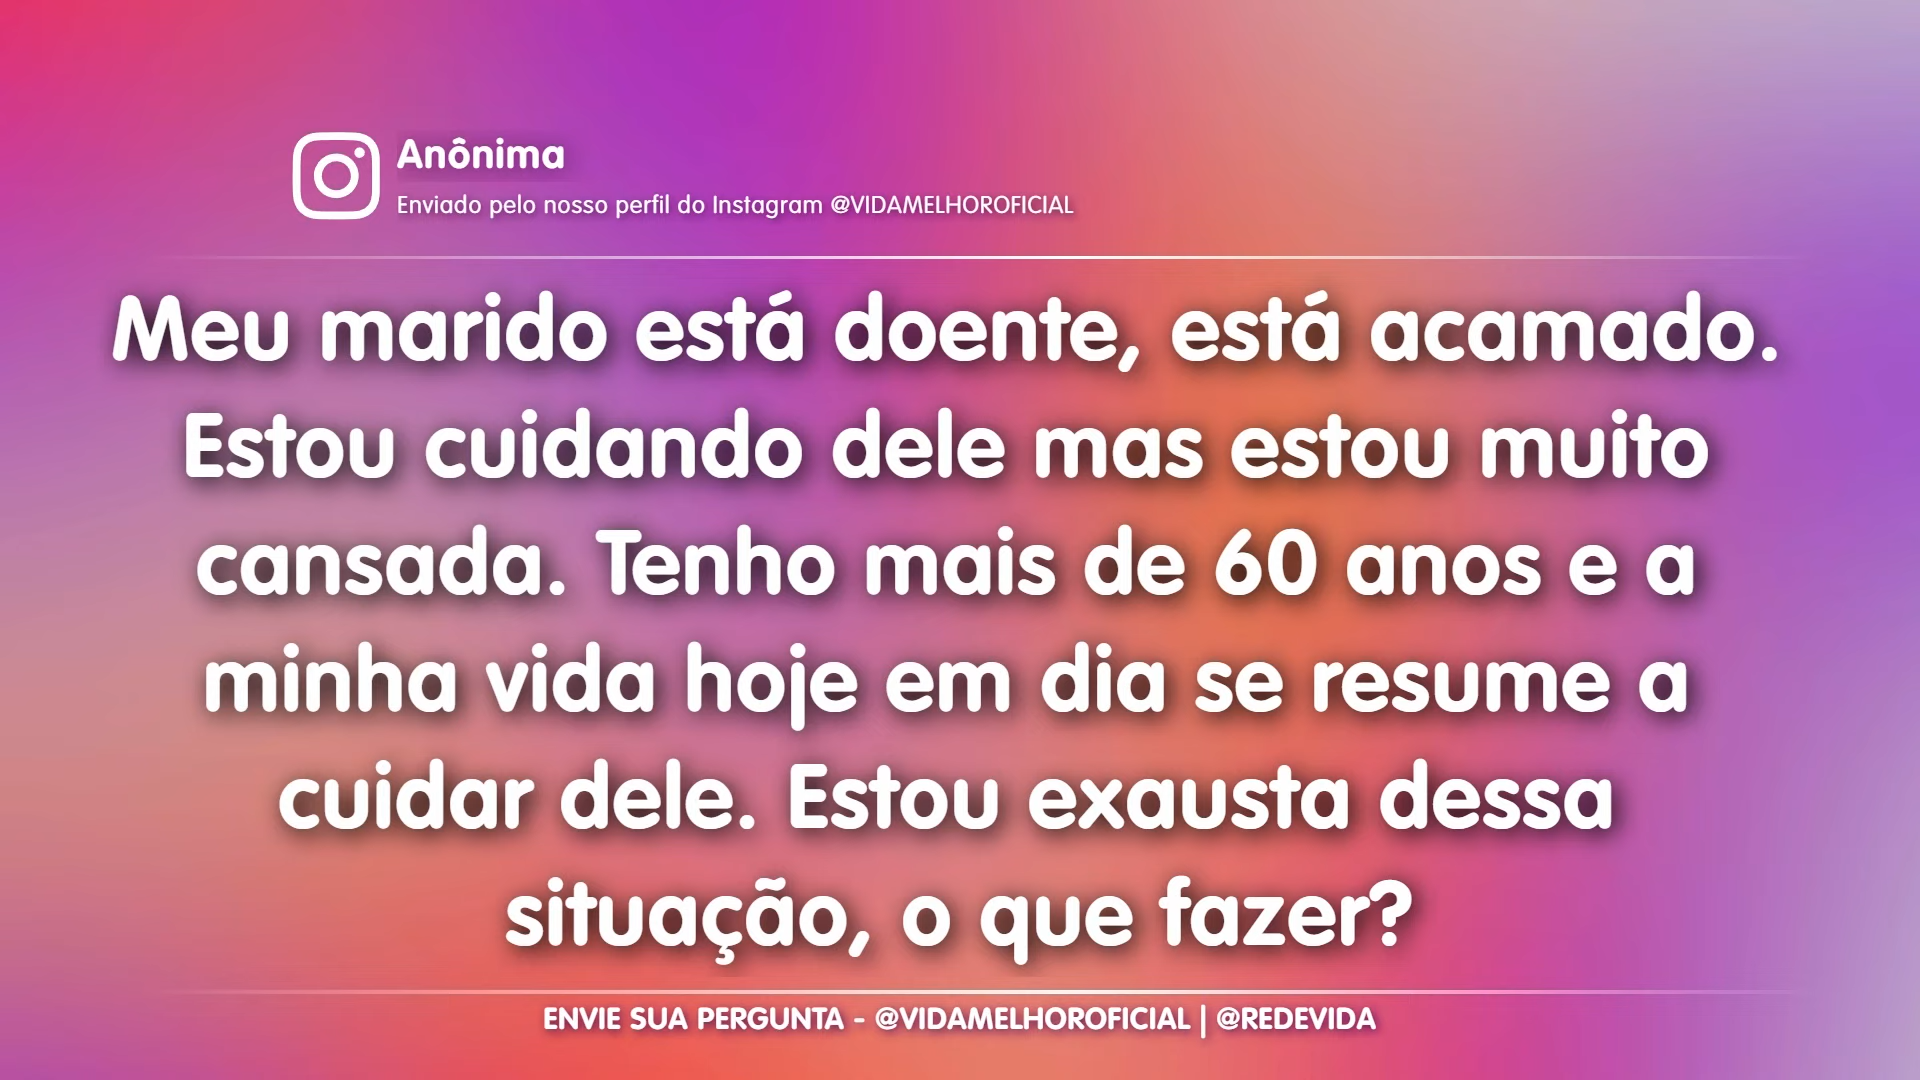 Anônima
Enviado pelo nosso perfil do Instagram @VIDAMELHOROFICIAL
Meu marido está doente, está acamado.
Estou cuidando dele mas estou muito
cansada. Tenho mais de 60 anos e a
minha vida hoje em dia se resume a
cuidar dele. Estou exausta dessa
situação, o que fazer?
ENVIE SUA PERGUNTA - @VIDAMELHOROFICIAL | @REDEVIDA